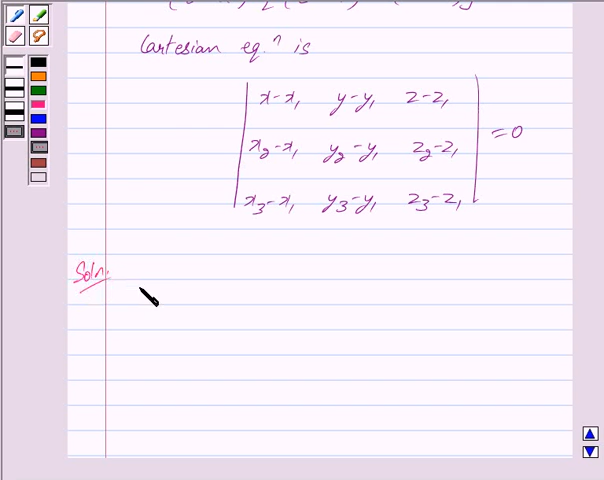 Cartesian eq.ⁿ is
| x-x₁ y-y₁ z-z₁ |
| x₂-x₁ y₂-y₁ z₂-z₁ | =0
| x₃-x₁ y₃-y₁ z₃-z₁ |
Soln: